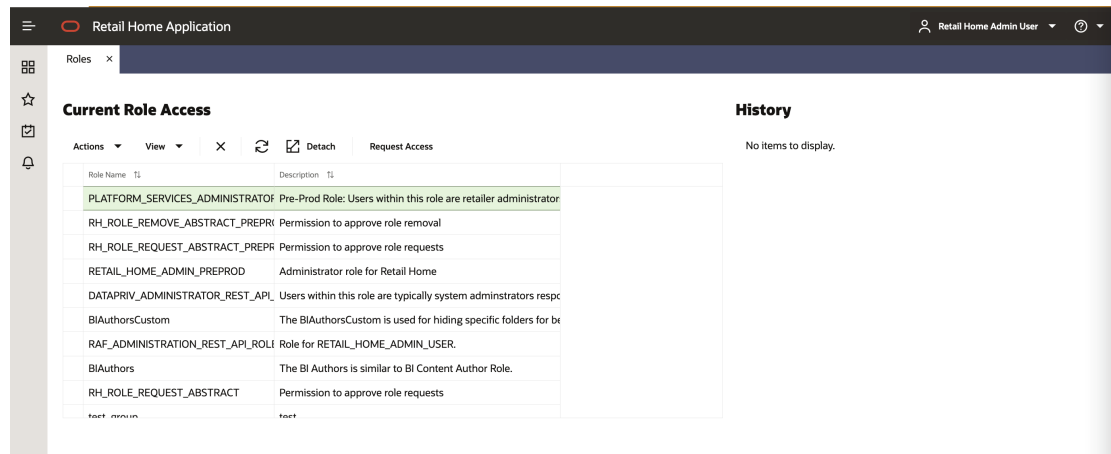 Retail Home Application
Retail Home Admin User
Roles
Current Role Access
Actions View Detach Request Access
Role Name Description
PLATFORM_SERVICES_ADMINISTRATOR Pre-Prod Role: Users within this role are retailer administrator
RH_ROLE_REMOVE_ABSTRACT_PREPR Permission to approve role removal
RH_ROLE_REQUEST_ABSTRACT_PREPR Permission to approve role requests
RETAIL_HOME_ADMIN_PREPROD Administrator role for Retail Home
DATAPRIV_ADMINISTRATOR_REST_API_ Users within this role are typically system adminstrators respo
BIAuthorsCustom The BIAuthorsCustom is used for hiding specific folders for be
RAF_ADMINISTRATION_REST_API_ROLE Role for RETAIL_HOME_ADMIN_USER.
BIAuthors The BI Authors is similar to BI Content Author Role.
RH_ROLE_REQUEST_ABSTRACT Permission to approve role requests
test_group test
History
No items to display.